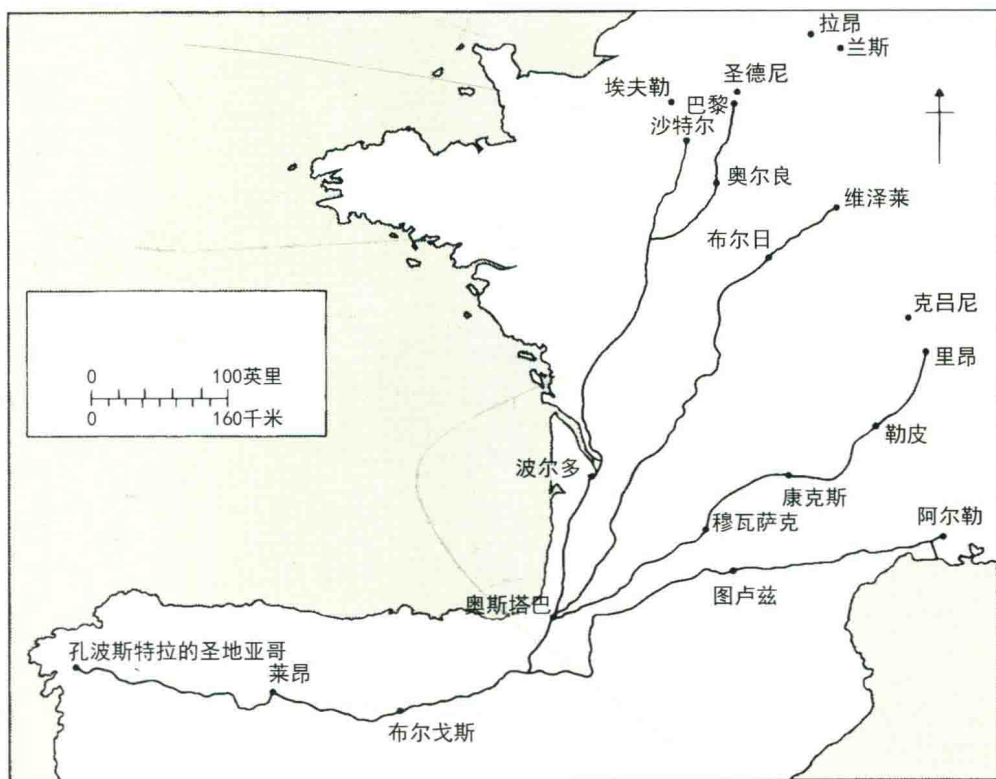 拉昂
兰斯
圣德尼
埃夫勒
巴黎
沙特尔
奥尔良
维泽莱
布尔日
克吕尼
里昂
0 100英里
0 160千米
勒皮
波尔多
康克斯
穆瓦萨克
阿尔勒
图卢兹
奥斯塔巴
孔波斯特拉的圣地亚哥
莱昂
布尔戈斯